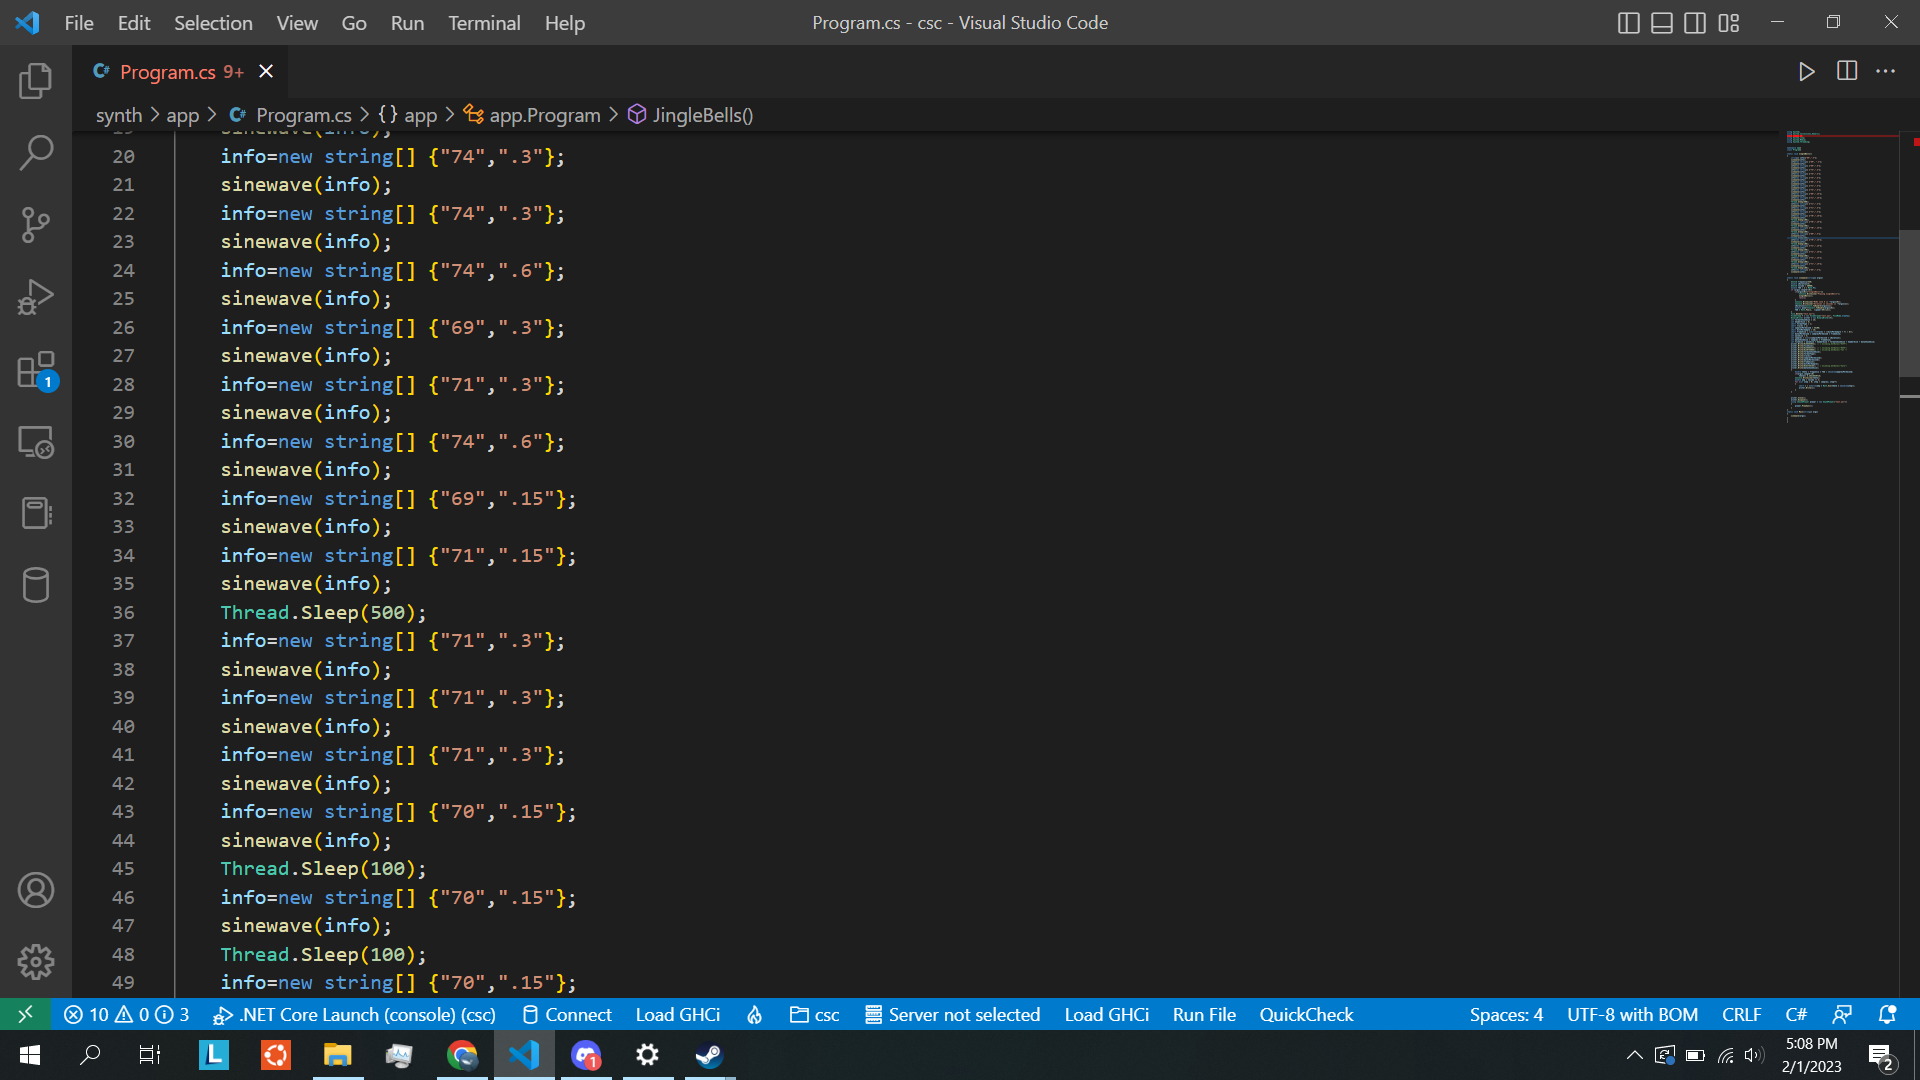 File Edit Selection View Go Run Terminal Help Program.cs - csc - Visual Studio Code
Program.cs 9+
synth > app > Program.cs > {} app > app.Program > JingleBells()
19 sinewave(info);
20 info=new string[] {"74",".3"};
21 sinewave(info);
22 info=new string[] {"74",".3"};
23 sinewave(info);
24 info=new string[] {"74",".6"};
25 sinewave(info);
26 info=new string[] {"69",".3"};
27 sinewave(info);
28 info=new string[] {"71",".3"};
29 sinewave(info);
30 info=new string[] {"74",".6"};
31 sinewave(info);
32 info=new string[] {"69",".15"};
33 sinewave(info);
34 info=new string[] {"71",".15"};
35 sinewave(info);
36 Thread.Sleep(500);
37 info=new string[] {"71",".3"};
38 sinewave(info);
39 info=new string[] {"71",".3"};
40 sinewave(info);
41 info=new string[] {"71",".3"};
42 sinewave(info);
43 info=new string[] {"70",".15"};
44 sinewave(info);
45 Thread.Sleep(100);
46 info=new string[] {"70",".15"};
47 sinewave(info);
48 Thread.Sleep(100);
49 info=new string[] {"70",".15"};
1
10 0 3 .NET Core Launch (console) (csc) Connect Load GHCi csc Server not selected Load GHCi Run File QuickCheck Spaces: 4 UTF-8 with BOM CRLF C#
L 1 5:08 PM
2/1/2023 2